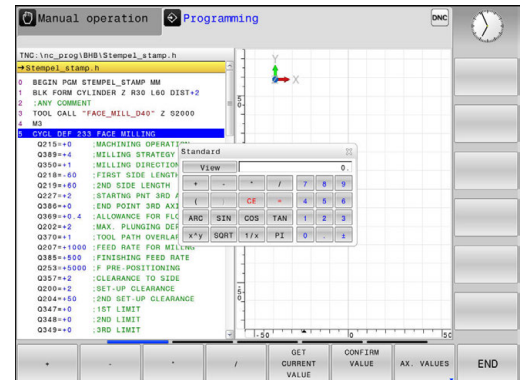 Manual operation
Programming
DNC
TNC:\nc_prog\BHB\Stempel_stamp.h
→Stempel_stamp.h
0 BEGIN PGM STEMPEL_STAMP MM
1 BLK FORM CYLINDER Z R30 L60 DIST+2
2 ;ANY COMMENT
3 TOOL CALL "FACE_MILL_D40" Z S2000
4 M3
5 CYCL DEF 233 FACE MILLING
Q215=+0 ;MACHINING OPERATION
Q389=+4 ;MILLING STRATEGY
Q350=+1 ;MILLING DIRECTION
Q218=-60 ;FIRST SIDE LENGTH
Q219=+60 ;2ND SIDE LENGTH
Q227=+2 ;STARTNG PNT 3RD A
Q386=+0 ;END POINT 3RD AXI
Q369=+0.4 ;ALLOWANCE FOR FLO
Q202=+2 ;MAX. PLUNGING DEP
Q370=+1 ;TOOL PATH OVERLAP
Q207=+1000 ;FEED RATE FOR MILLNG
Q385=+500 ;FINISHING FEED RATE
Q253=+5000 ;F PRE-POSITIONING
Q357=+2 ;CLEARANCE TO SIDE
Q200=+2 ;SET-UP CLEARANCE
Q204=+50 ;2ND SET-UP CLEARANCE
Q347=+0 ;1ST LIMIT
Q348=+0 ;2ND LIMIT
Q349=+0 ;3RD LIMIT
Y
X
-50 0 50
Standard
View 0.
+ - * / 7 8 9
( ) CE = 4 5 6
ARC SIN COS TAN 1 2 3
x^y SQRT 1/x PI 0 . ±
+ - * /
GET CURRENT VALUE
CONFIRM VALUE
AX. VALUES
END